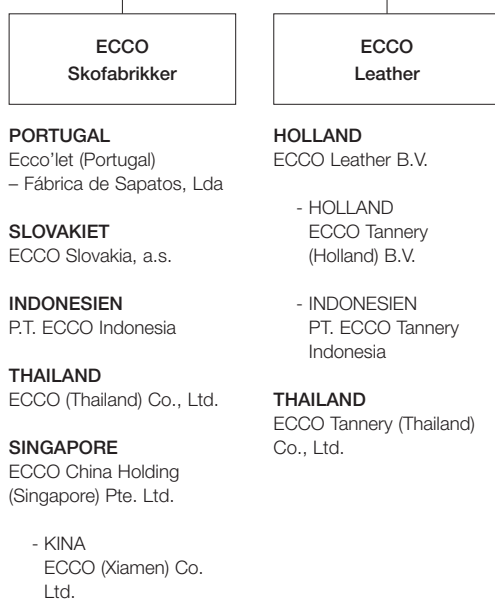 ECCO
Skofabrikker
PORTUGAL
Ecco'let (Portugal)
– Fábrica de Sapatos, Lda
SLOVAKIET
ECCO Slovakia, a.s.
INDONESIEN
P.T. ECCO Indonesia
THAILAND
ECCO (Thailand) Co., Ltd.
SINGAPORE
ECCO China Holding
(Singapore) Pte. Ltd.
- KINA
ECCO (Xiamen) Co.
Ltd.
ECCO
Leather
HOLLAND
ECCO Leather B.V.
- HOLLAND
ECCO Tannery
(Holland) B.V.
- INDONESIEN
PT. ECCO Tannery
Indonesia
THAILAND
ECCO Tannery (Thailand)
Co., Ltd.